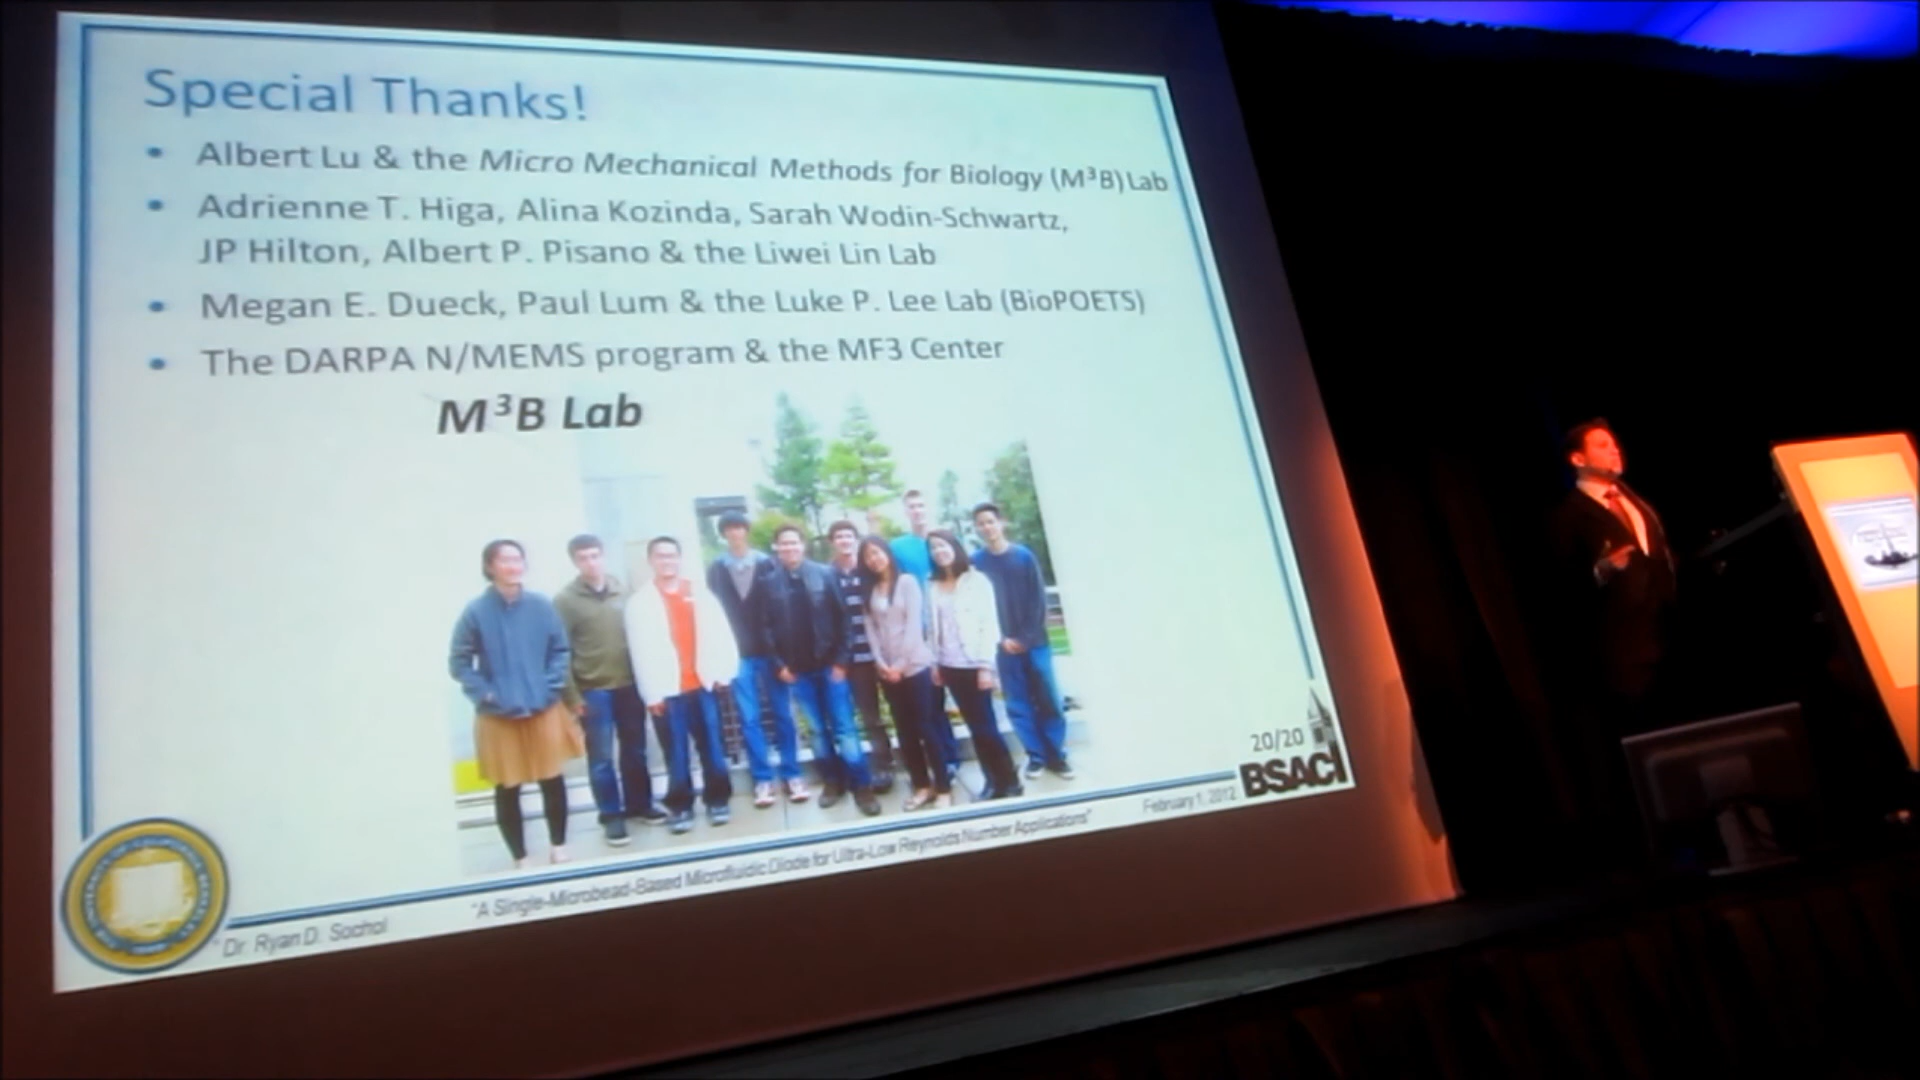 Special Thanks!
• Albert Lu & the Micro Mechanical Methods for Biology (M³B) Lab
• Adrienne T. Higa, Alina Kozinda, Sarah Wodin-Schwartz,
JP Hilton, Albert P. Pisano & the Liwei Lin Lab
• Megan E. Dueck, Paul Lum & the Luke P. Lee Lab (BioPOETS)
• The DARPA N/MEMS program & the MF3 Center
M³B Lab
20/20
BSAC
Dr. Ryan D. Sochol
"A Single-Microbead-Based Microfluidic Diode for Ultra-Low Reynolds Number Applications"
February 1, 2012